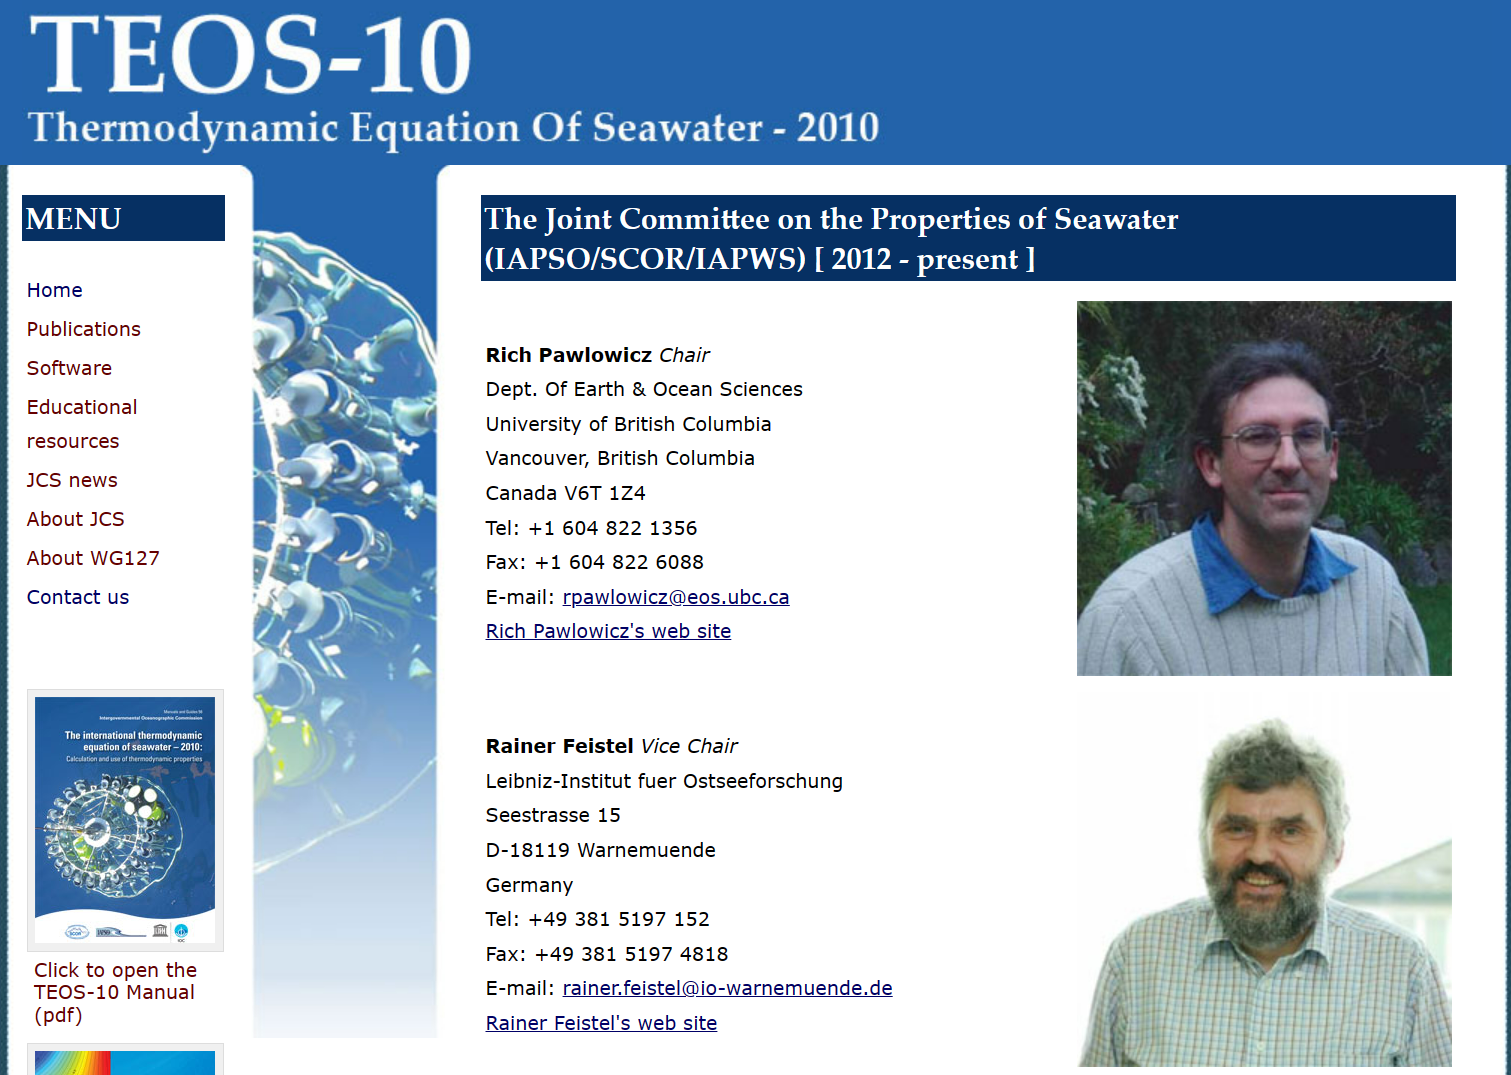 TEOS-10
Thermodynamic Equation Of Seawater - 2010
MENU
Home
Publications
Software
Educational
resources
JCS news
About JCS
About WG127
Contact us
Manuals and Guides 56
Intergovernmental Oceanographic Commission
The international thermodynamic
equation of seawater – 2010:
Calculation and use of thermodynamic properties
SCOR
IAPSO
IOC
Click to open the
TEOS-10 Manual
(pdf)
The Joint Committee on the Properties of Seawater
(IAPSO/SCOR/IAPWS) [ 2012 - present ]
Rich Pawlowicz Chair
Dept. Of Earth & Ocean Sciences
University of British Columbia
Vancouver, British Columbia
Canada V6T 1Z4
Tel: +1 604 822 1356
Fax: +1 604 822 6088
E-mail: rpawlowicz@eos.ubc.ca
Rich Pawlowicz's web site
Rainer Feistel Vice Chair
Leibniz-Institut fuer Ostseeforschung
Seestrasse 15
D-18119 Warnemuende
Germany
Tel: +49 381 5197 152
Fax: +49 381 5197 4818
E-mail: rainer.feistel@io-warnemuende.de
Rainer Feistel's web site